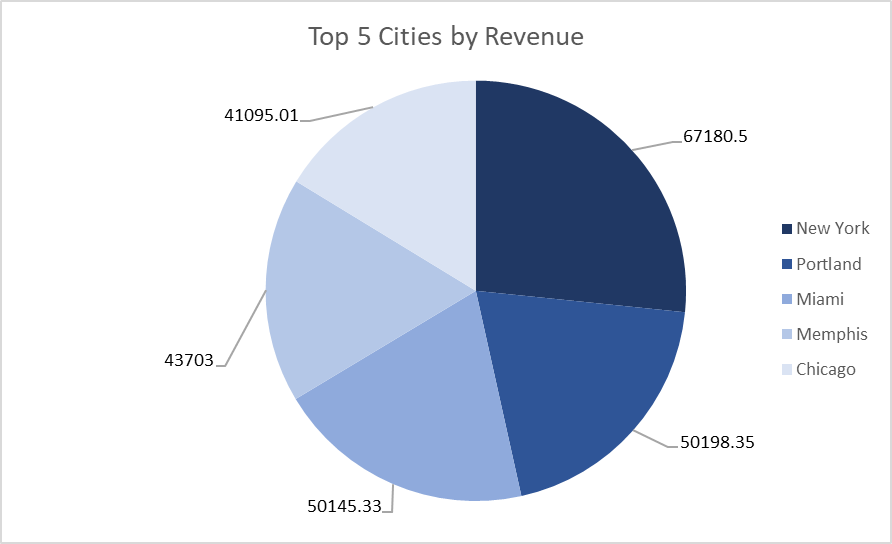 Top 5 Cities by Revenue
41095.01
67180.5
43703
50198.35
50145.33
New York
Portland
Miami
Memphis
Chicago